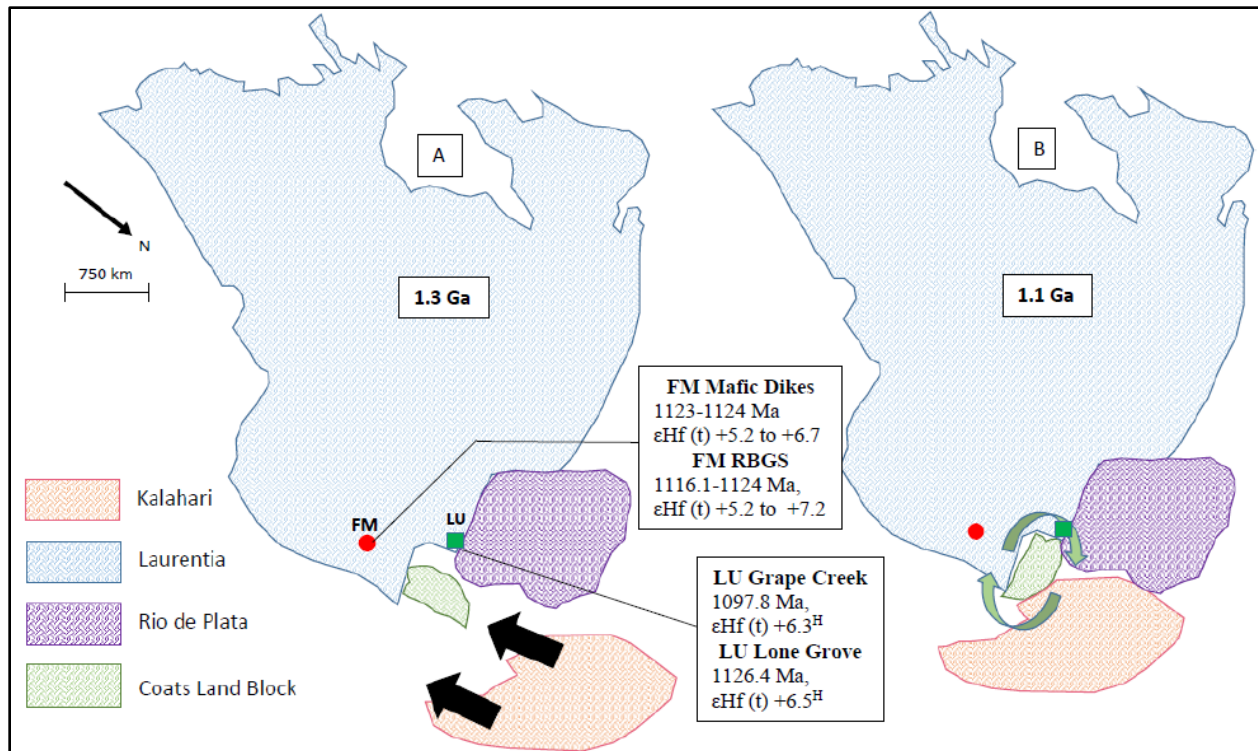 A
B
N
750 km
1.3 Ga
1.1 Ga
FM Mafic Dikes
1123-1124 Ma
εHf (t) +5.2 to +6.7
FM RBGS
1116.1-1124 Ma,
εHf (t) +5.2 to +7.2
Kalahari
Laurentia
Rio de Plata
Coats Land Block
FM
LU
LU Grape Creek
1097.8 Ma,
εHf (t) +6.3ᴴ
LU Lone Grove
1126.4 Ma,
εHf (t) +6.5ᴴ